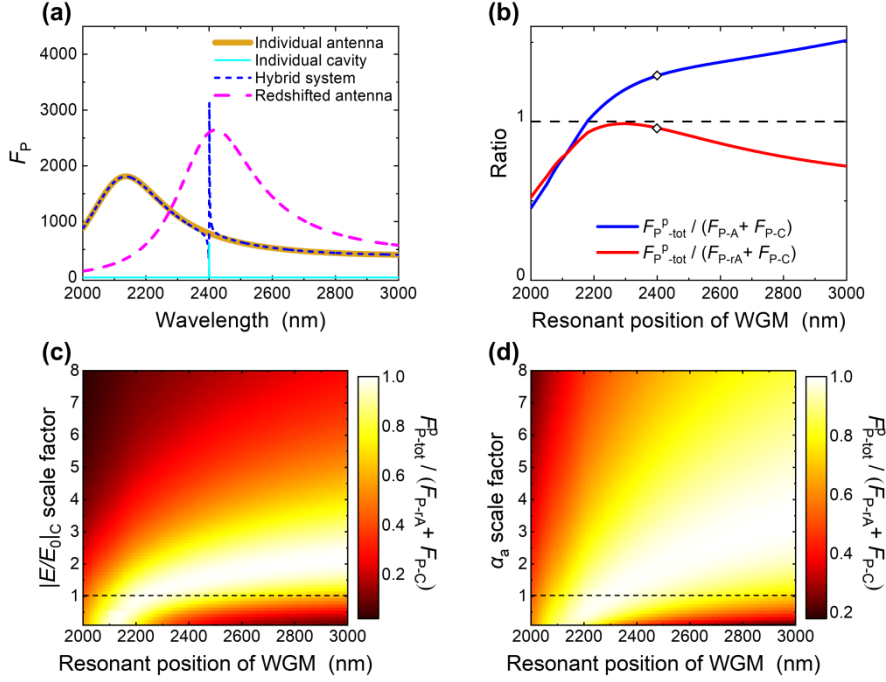 (a)
4000
3000
2000
1000
0
F_P
Individual antenna
Individual cavity
Hybrid system
Redshifted antenna
2000 2200 2400 2600 2800 3000
Wavelength (nm)
(b)
1
0
Ratio
F_P^p-tot / (F_P-A + F_P-C)
F_P^p-tot / (F_P-rA + F_P-C)
2000 2200 2400 2600 2800 3000
Resonant position of WGM (nm)
(c)
8
7
6
5
4
3
2
1
|E/E_0|_C scale factor
2000 2200 2400 2600 2800 3000
Resonant position of WGM (nm)
1.0
0.8
0.6
0.4
0.2
F^p_P-tot / (F_P-rA + F_P-C)
(d)
8
7
6
5
4
3
2
1
α_a scale factor
2000 2200 2400 2600 2800 3000
Resonant position of WGM (nm)
1.0
0.8
0.6
0.4
0.2
F^p_P-tot / (F_P-rA + F_P-C)